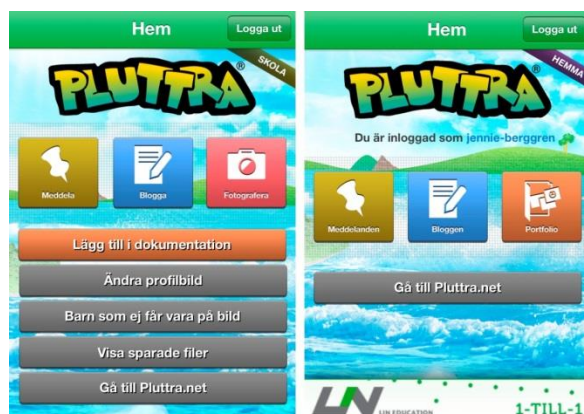 Hem
Logga ut
SKOLA
PLUTTRA®
Meddela
Blogga
Fotografera
Lägg till i dokumentation
Ändra profilbild
Barn som ej får vara på bild
Visa sparade filer
Gå till Pluttra.net
Hem
Logga ut
HEMMA
PLUTTRA®
Du är inloggad som jennie-berggren
Meddelanden
Bloggen
Portfolio
Gå till Pluttra.net
LIN EDUCATION
1-TILL-1